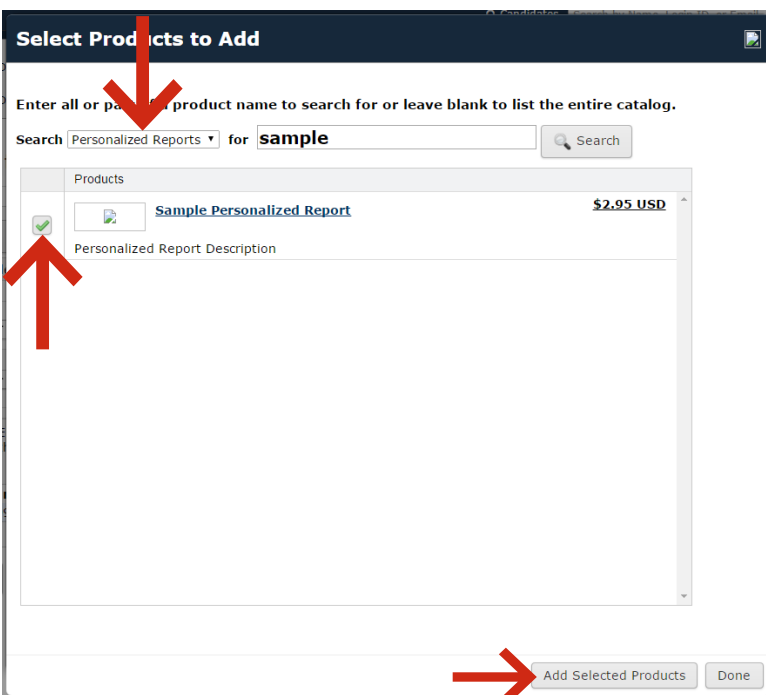 Select Products to Add
Enter all or pa product name to search for or leave blank to list the entire catalog.
Search Personalized Reports for sample Search
Products
Sample Personalized Report $2.95 USD
Personalized Report Description
Add Selected Products Done